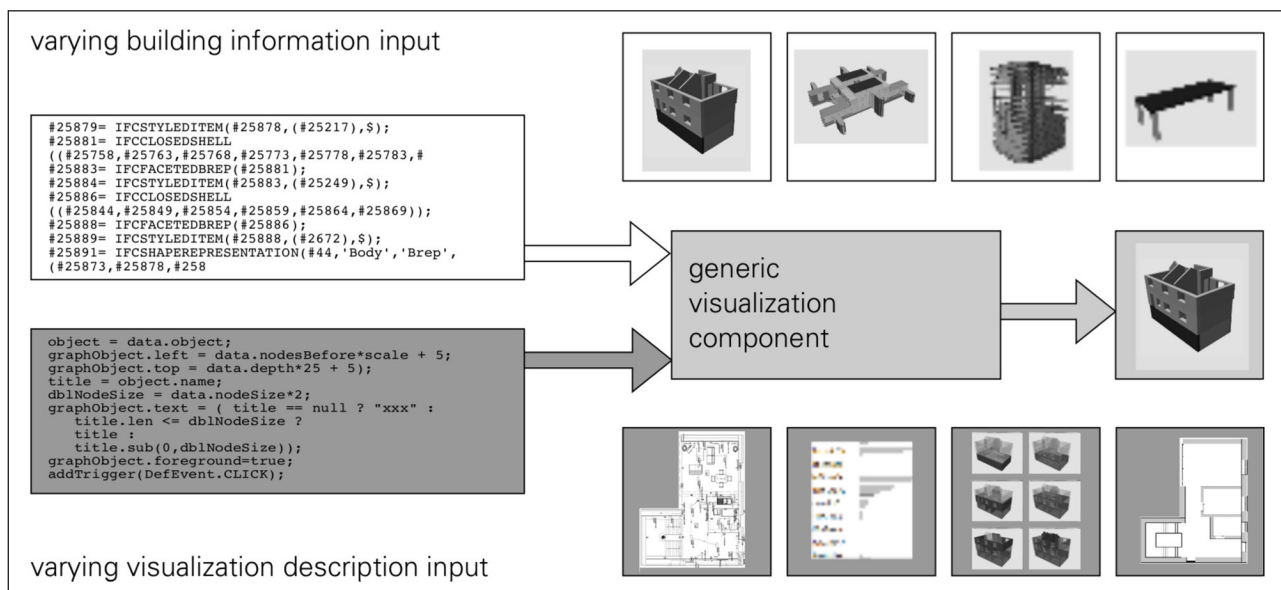 varying building information input
#25879= IFCSTYLEDITEM(#25878,(#25217),$);
#25881= IFCCLOSEDSHELL
((#25758,#25763,#25768,#25773,#25778,#25783,#
#25883= IFCFACETEDBREP(#25881);
#25884= IFCSTYLEDITEM(#25883,(#25249),$);
#25886= IFCCLOSEDSHELL
((#25844,#25849,#25854,#25859,#25864,#25869));
#25888= IFCFACETEDBREP(#25886);
#25889= IFCSTYLEDITEM(#25888,(#2672),$);
#25891= IFCSHAPEREPRESENTATION(#44,'Body','Brep',
(#25873,#25878,#258
generic
visualization
component
object = data.object;
graphObject.left = data.nodesBefore*scale + 5;
graphObject.top = data.depth*25 + 5);
title = object.name;
dblNodeSize = data.nodeSize*2;
graphObject.text = ( title == null ? "xxx" :
title.len <= dblNodeSize ?
title :
title.sub(0,dblNodeSize));
graphObject.foreground=true;
addTrigger(DefEvent.CLICK);
varying visualization description input